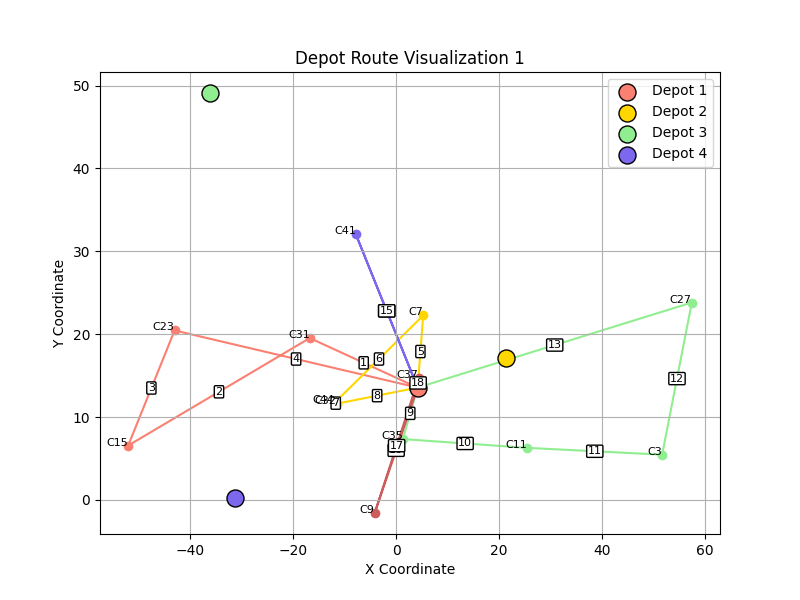 Depot Route Visualization 1
Depot 1
Depot 2
Depot 3
Depot 4
50
40
30
20
10
0
Y Coordinate
−40
−20
0
20
40
60
X Coordinate
C41
C27
C7
C23
C31
C37
C35
C15
C11
C3
C9
15
5
13
1
6
4
2
3
8
7
18
9
12
10
11
17